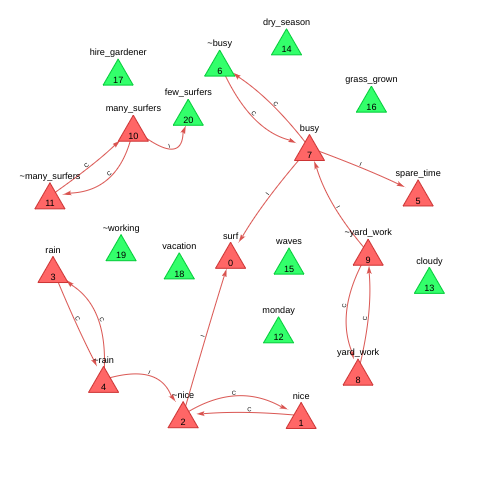 dry_season
14
~busy
6
hire_gardener
17
grass_grown
16
few_surfers
20
many_surfers
10
busy
7
~many_surfers
11
spare_time
5
~working
19
vacation
18
surf
0
waves
15
~yard_work
9
rain
3
cloudy
13
monday
12
~rain
4
yard_work
8
~nice
2
nice
1
c
c
c
c
i
i
i
i
c
c
i
i
c
c
c
c